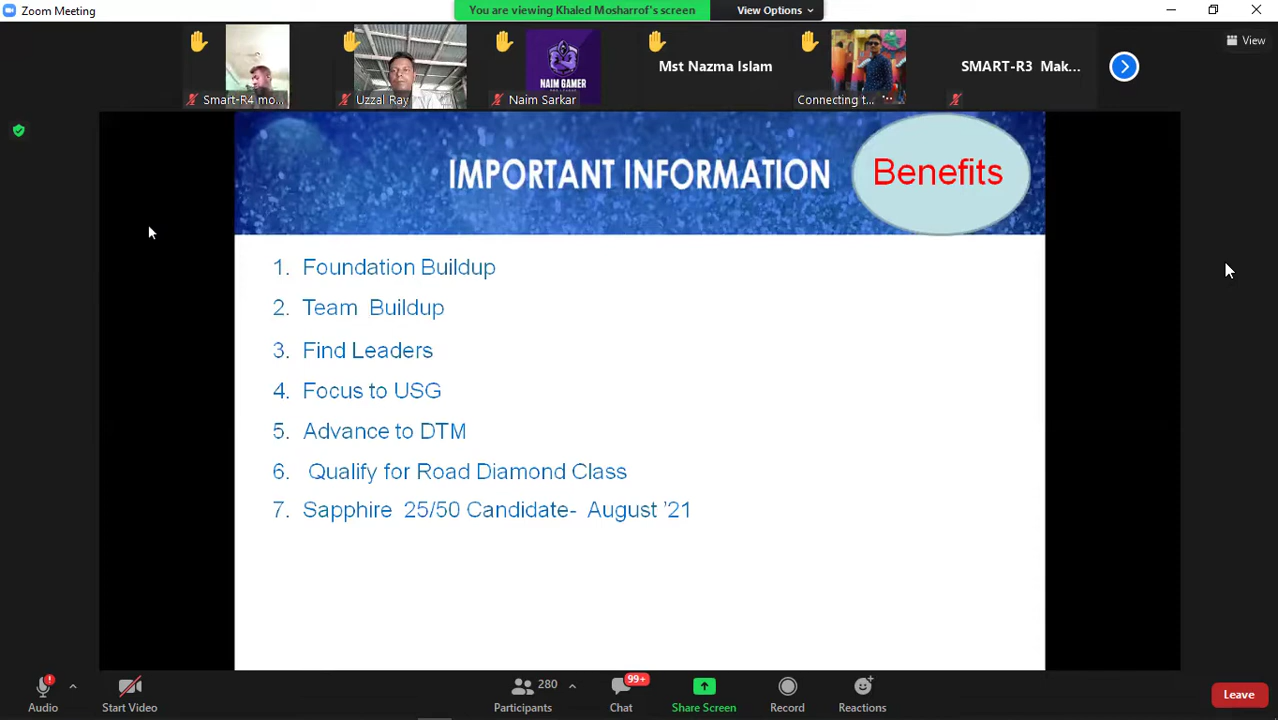 Zoom Meeting
You are viewing Khaled Mosharrof's screen
View Options
View
NAIM GAMER
Mst Nazma Islam
SMART-R3 Mak...
Smart-R4 mo...
Uzzal Ray
Naim Sarkar
Connecting t...
IMPORTANT INFORMATION
Benefits
1. Foundation Buildup
2. Team Buildup
3. Find Leaders
4. Focus to USG
5. Advance to DTM
6. Qualify for Road Diamond Class
7. Sapphire 25/50 Candidate- August '21
280
99+
Audio
Start Video
Participants
Chat
Share Screen
Record
Reactions
Leave